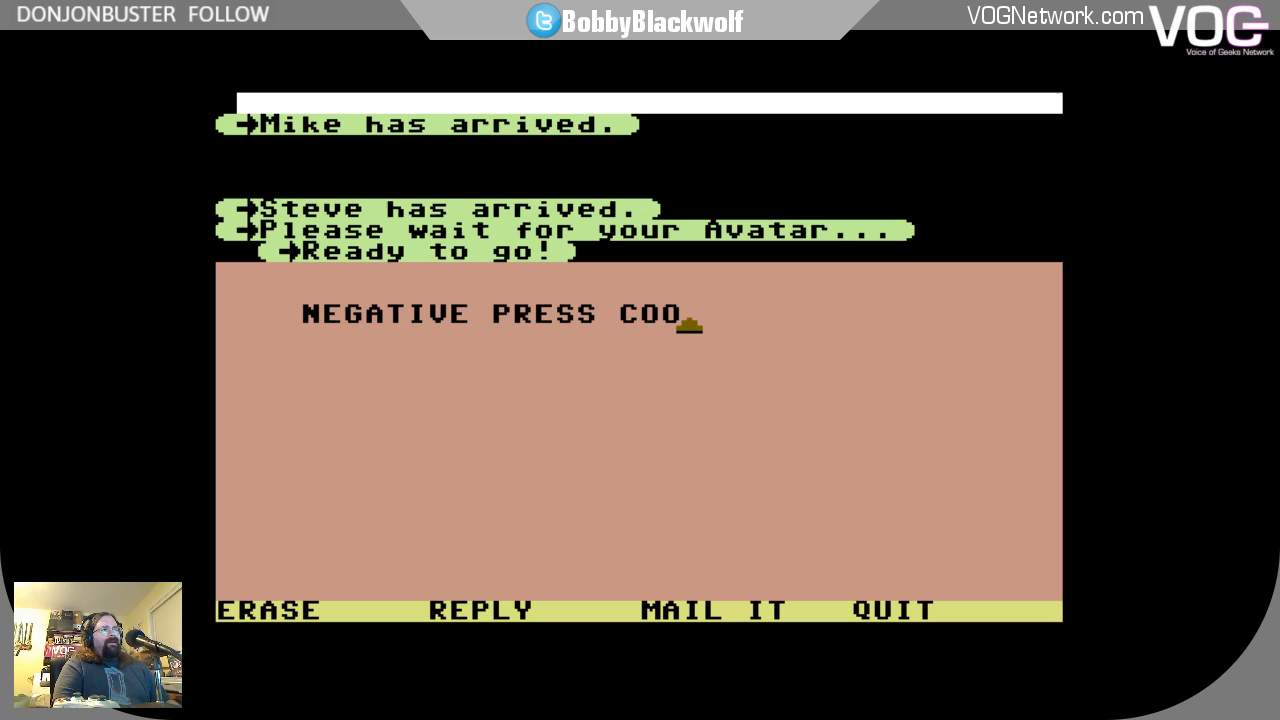 DONJONBUSTER FOLLOW
BobbyBlackwolf
VOGNetwork.com
VOG
Voice of Geeks Network
→Mike has arrived.
→Steve has arrived.
→Please wait for your Avatar...
→Ready to go!
NEGATIVE PRESS COO
ERASE REPLY MAIL IT QUIT